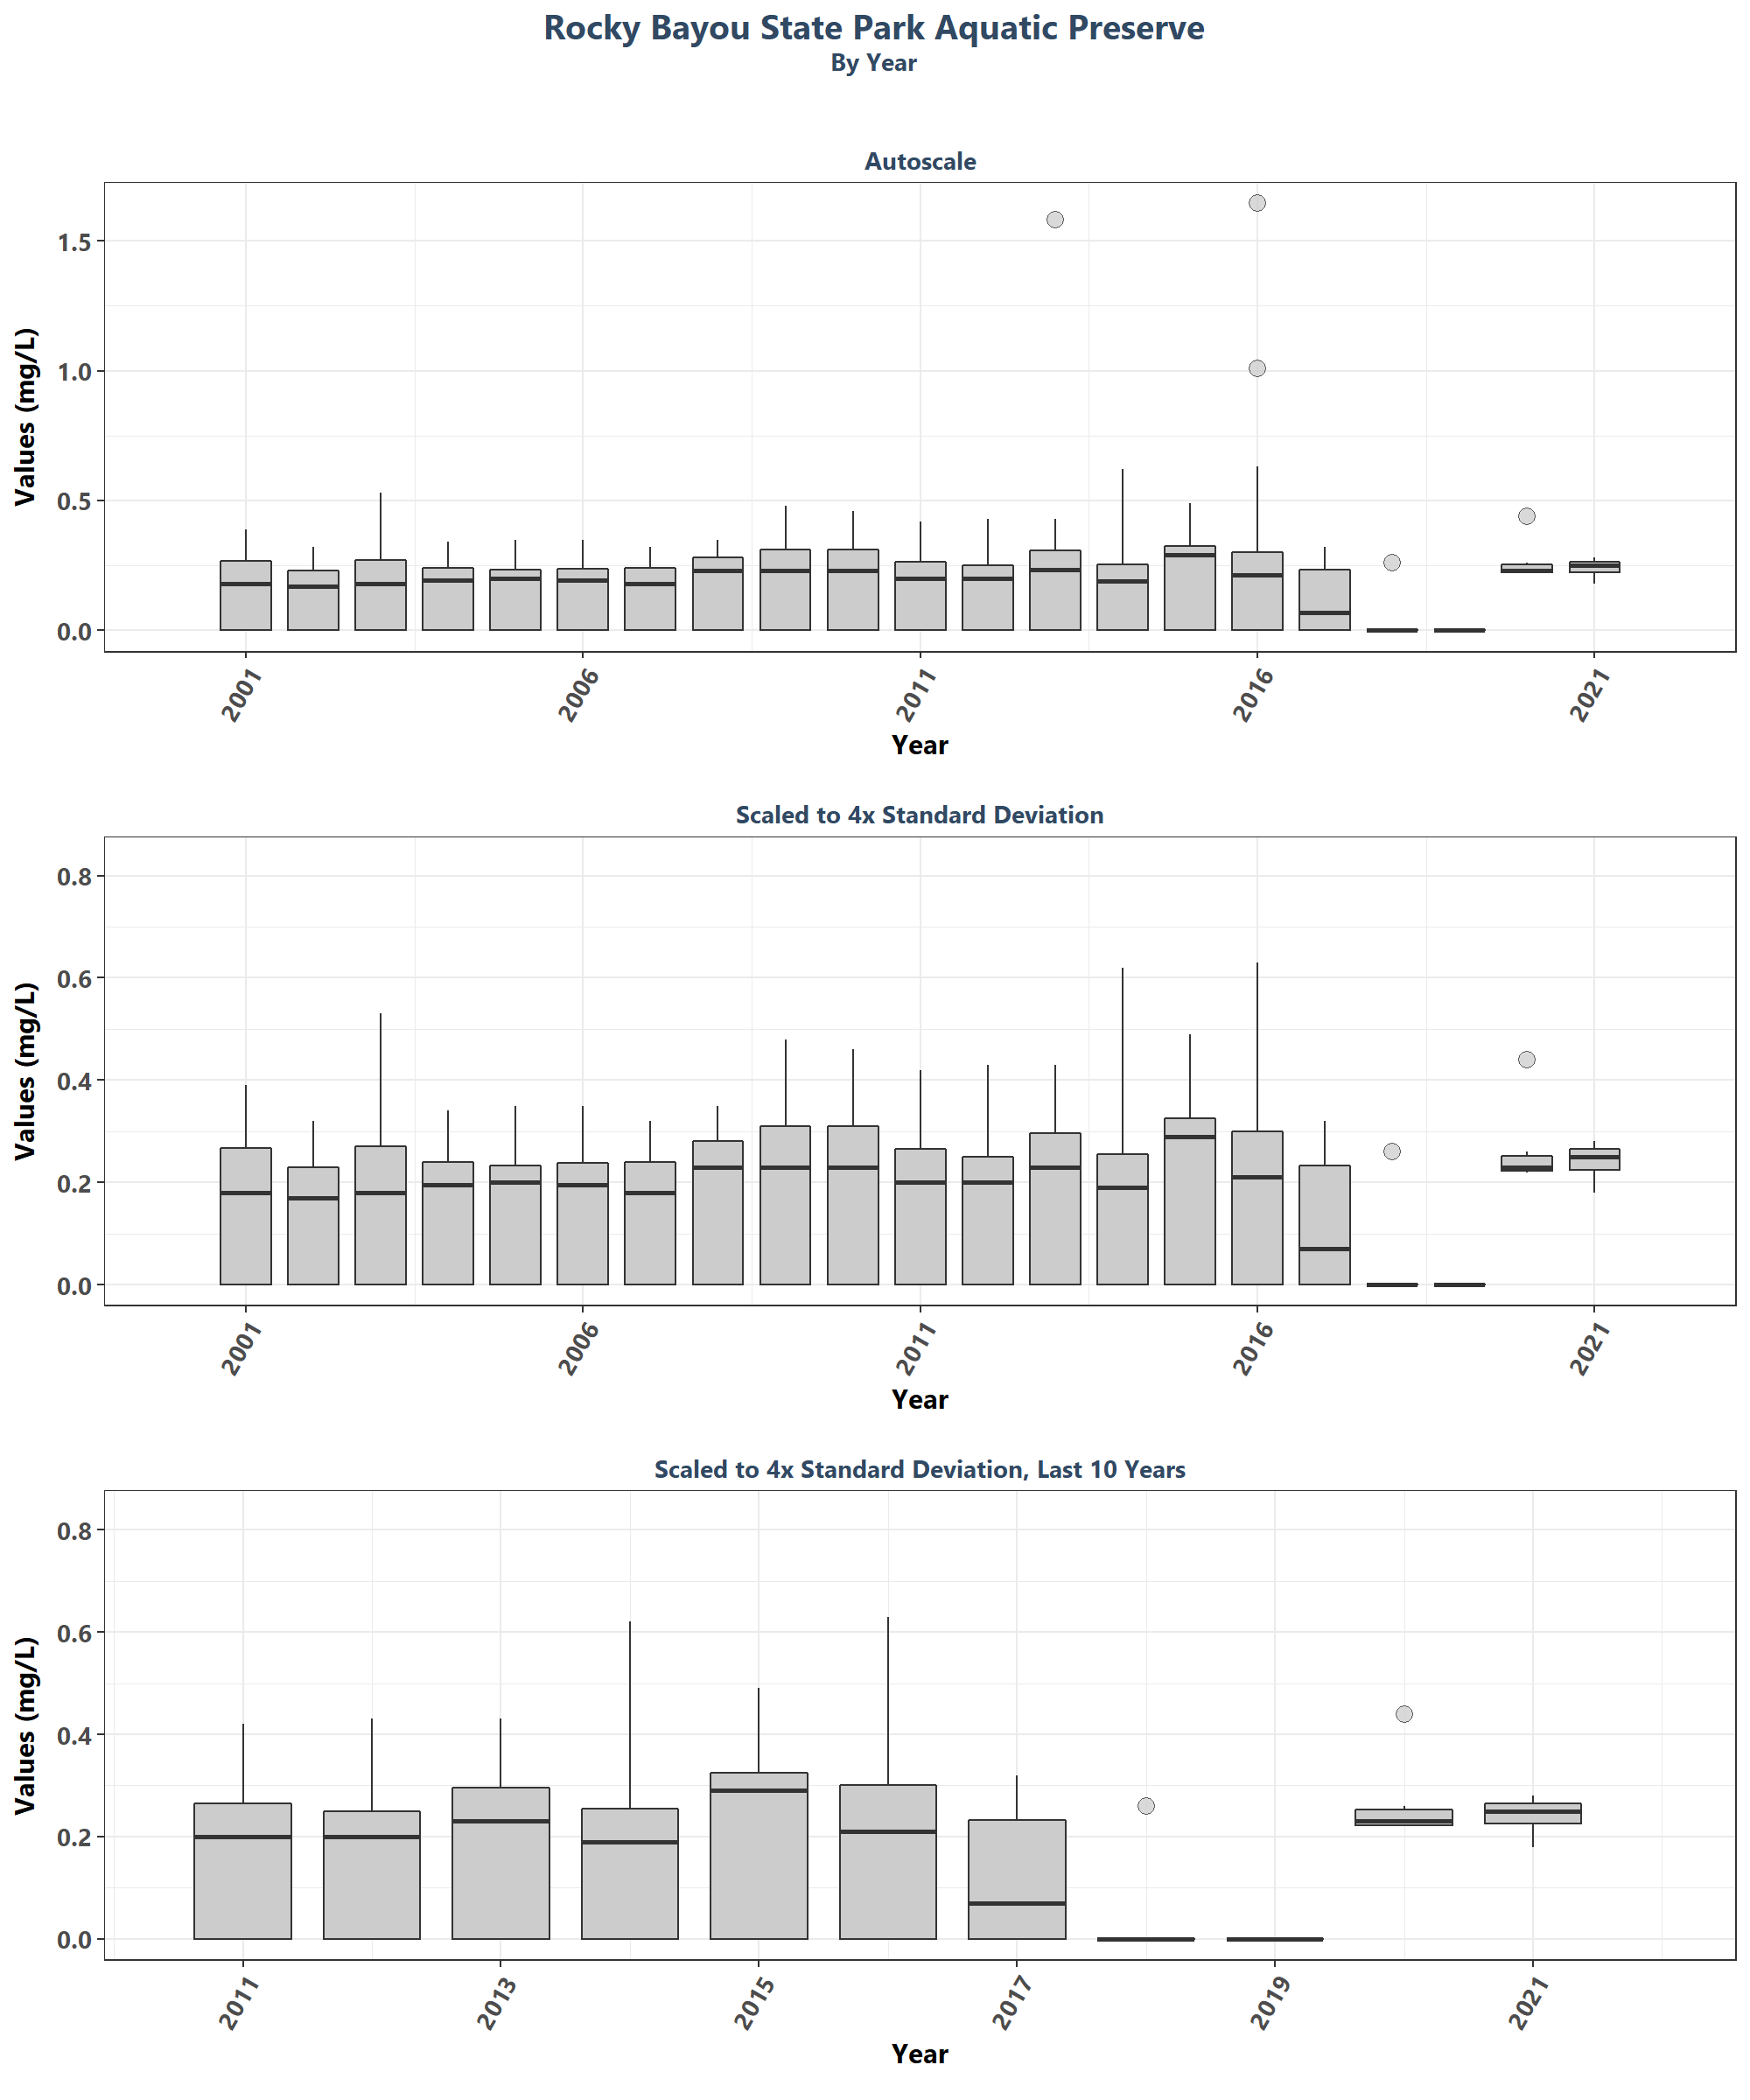 Rocky Bayou State Park Aquatic Preserve
By Year
Autoscale
Values (mg/L)
1.5
1.0
0.5
0.0
2001
2006
2011
2016
2021
Year
Scaled to 4x Standard Deviation
Values (mg/L)
0.8
0.6
0.4
0.2
0.0
2001
2006
2011
2016
2021
Year
Scaled to 4x Standard Deviation, Last 10 Years
Values (mg/L)
0.8
0.6
0.4
0.2
0.0
2011
2013
2015
2017
2019
2021
Year